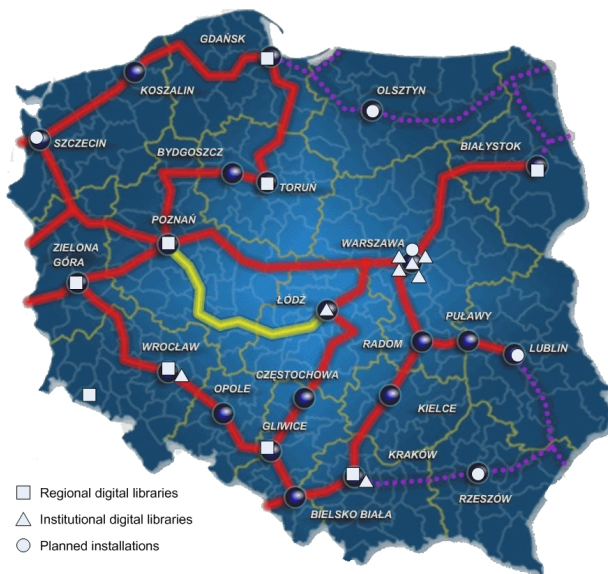 GDAŃSK
KOSZALIN
OLSZTYN
SZCZECIN
BYDGOSZCZ
BIAŁYSTOK
TORUŃ
POZNAŃ
WARSZAWA
ZIELONA
GÓRA
ŁÓDŹ
PUŁAWY
WROCŁAW
RADOM
LUBLIN
CZĘSTOCHOWA
OPOLE
KIELCE
GLIWICE
KRAKÓW
RZESZÓW
BIELSKO BIAŁA
Regional digital libraries
Institutional digital libraries
Planned installations